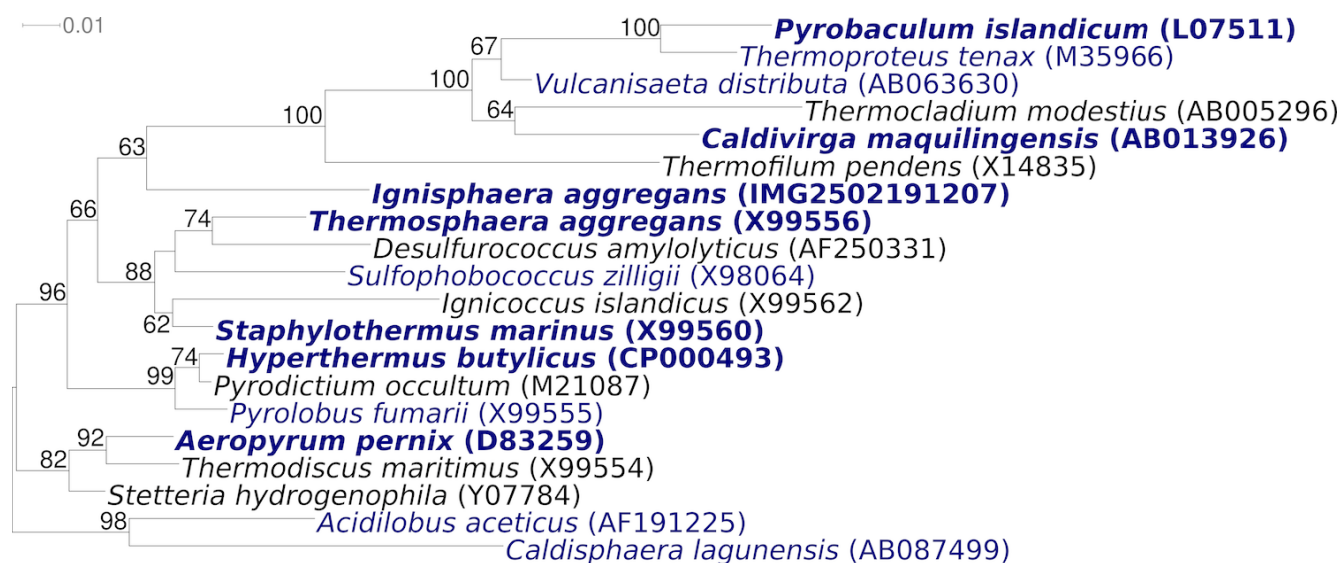 0.01
100 Pyrobaculum islandicum (L07511)
67 Thermoproteus tenax (M35966)
100 Vulcanisaeta distributa (AB063630)
64 Thermocladium modestius (AB005296)
100 Caldivirga maquilingensis (AB013926)
63 Thermofilum pendens (X14835)
Ignisphaera aggregans (IMG2502191207)
66 74 Thermosphaera aggregans (X99556)
Desulfurococcus amylolyticus (AF250331)
88 Sulfophobococcus zilligii (X98064)
96 Ignicoccus islandicus (X99562)
62 Staphylothermus marinus (X99560)
74 Hyperthermus butylicus (CP000493)
99 Pyrodictium occultum (M21087)
Pyrolobus fumarii (X99555)
92 Aeropyrum pernix (D83259)
82 Thermodiscus maritimus (X99554)
Stetteria hydrogenophila (Y07784)
98 Acidilobus aceticus (AF191225)
Caldisphaera lagunensis (AB087499)